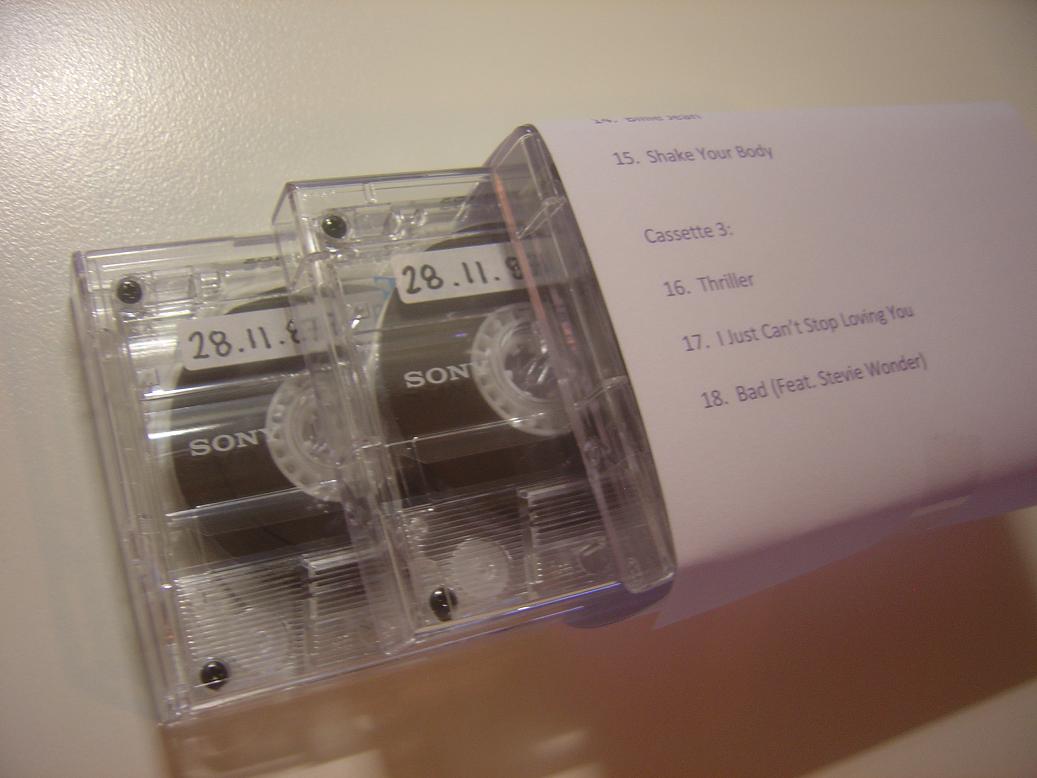 15. Shake Your Body
Cassette 3:
16. Thriller
17. I Just Can't Stop Loving You
18. Bad (Feat. Stevie Wonder)
28.11.8
SONY
28.11.8
SONY